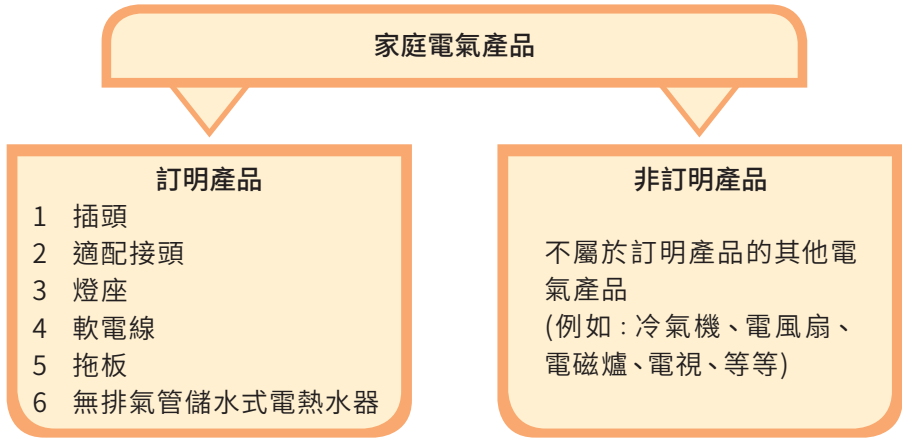 家庭電氣產品
訂明產品
1 插頭
2 適配接頭
3 燈座
4 軟電線
5 拖板
6 無排氣管儲水式電熱水器
非訂明產品
不屬於訂明產品的其他電
氣產品
(例如：冷氣機、電風扇、
電磁爐、電視、等等)